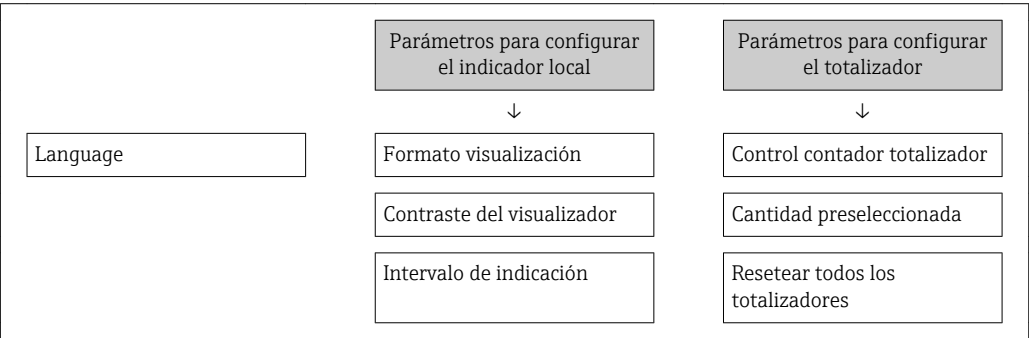 Parámetros para configurar
el indicador local
Parámetros para configurar
el totalizador
↓
↓
Language
Formato visualización
Control contador totalizador
Contraste del visualizador
Cantidad preseleccionada
Intervalo de indicación
Resetear todos los
totalizadores